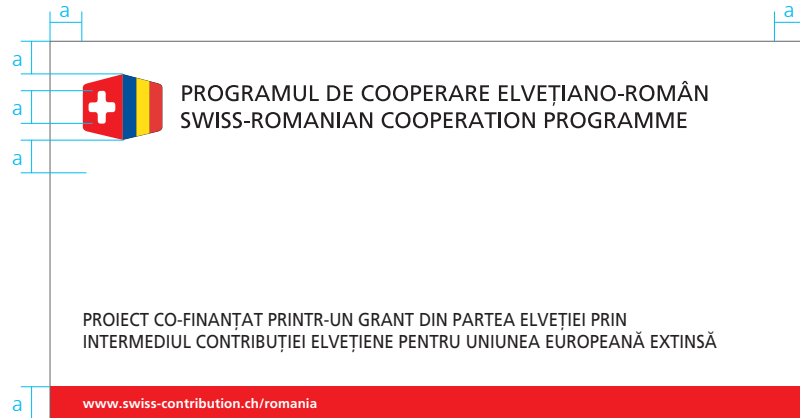 a
a
a
PROGRAMUL DE COOPERARE ELVEȚIANO-ROMÂN
a
SWISS-ROMANIAN COOPERATION PROGRAMME
a
PROIECT CO-FINANȚAT PRINTR-UN GRANT DIN PARTEA ELVEȚIEI PRIN
INTERMEDIUL CONTRIBUȚIEI ELVEȚIENE PENTRU UNIUNEA EUROPEANĂ EXTINSĂ
a
www.swiss-contribution.ch/romania